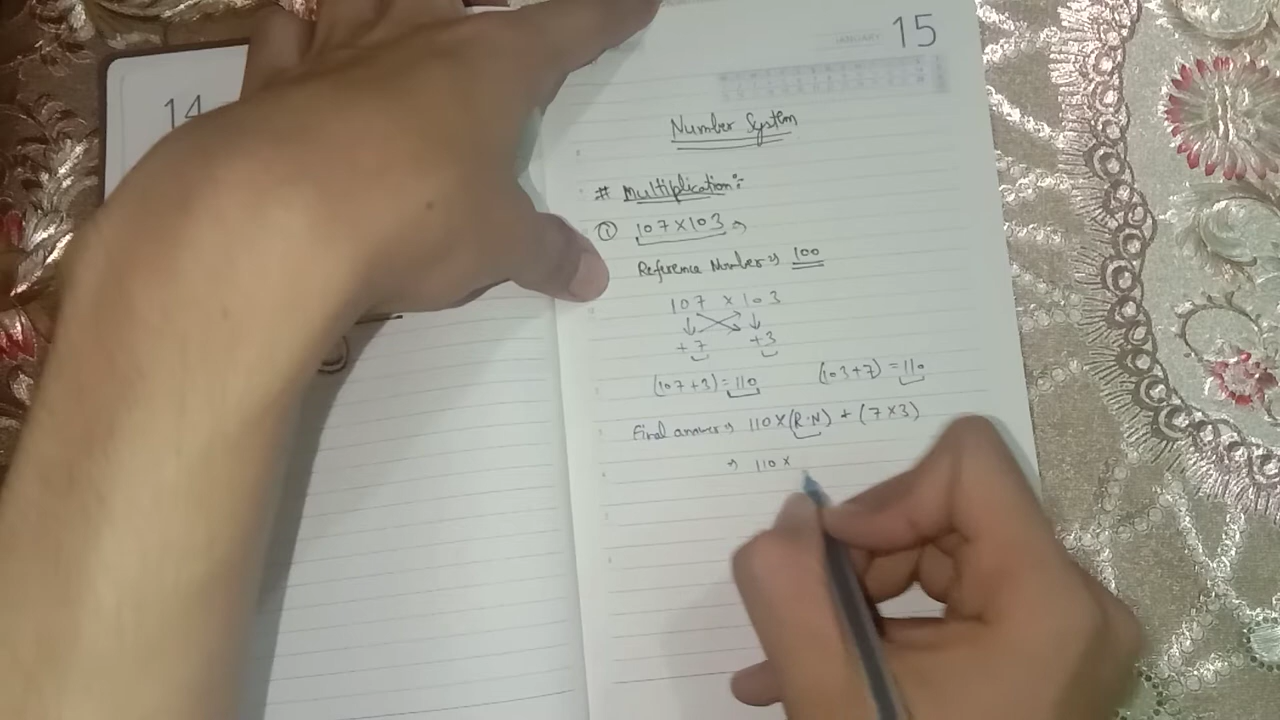 14
JANUARY 15
Number System
# Multiplication:-
① 107×103 ⇒
Reference Number ⇒ 100
107 × 103
+7 +3
(107+3) = 110 (103+7) = 110
Final answer ⇒ 110×(R.N) + (7×3)
⇒ 110×